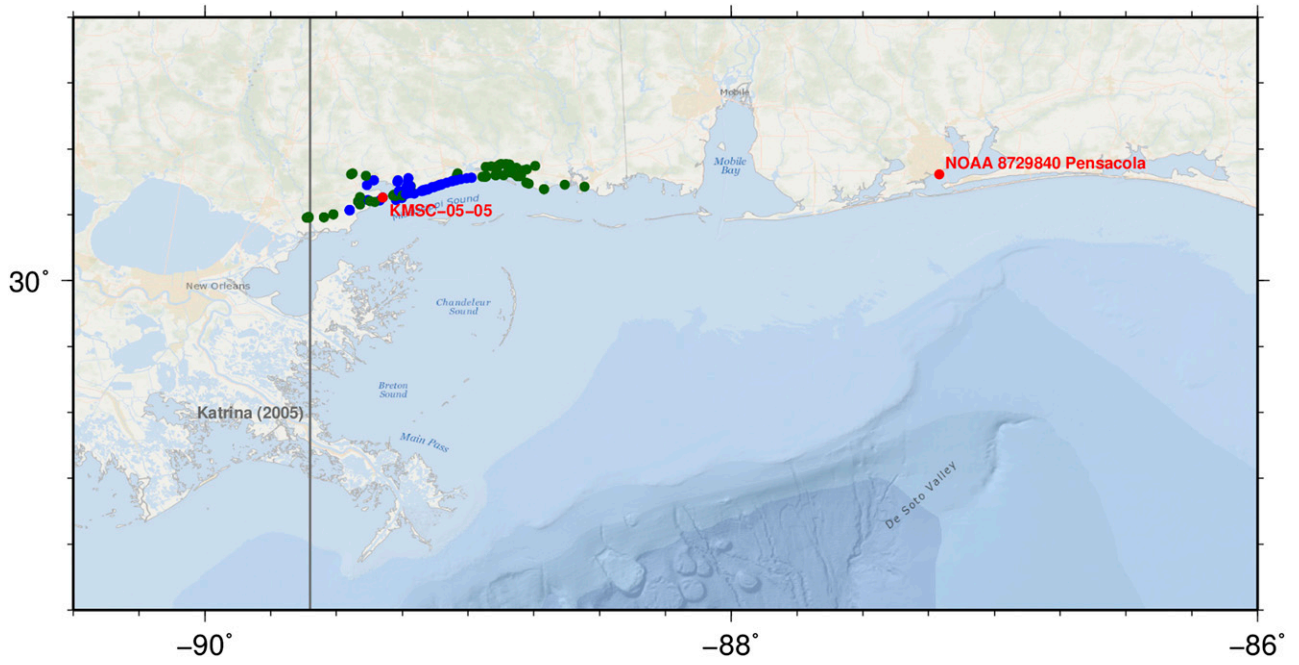 Mobile
Mobile
Bay
NOAA 8729840 Pensacola
KMSC-05-05
Sound
30°
New Orleans
Chandeleur
Sound
Breton
Sound
Katrina (2005)
Main Pass
De Soto Valley
-90°
-88°
-86°